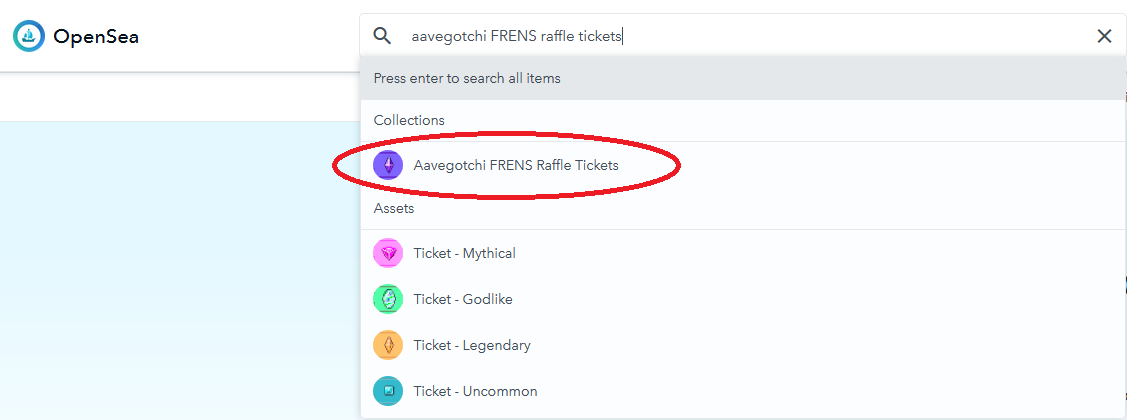 OpenSea
aavegotchi FRENS raffle tickets
Press enter to search all items
Collections
Aavegotchi FRENS Raffle Tickets
Assets
Ticket - Mythical
Ticket - Godlike
Ticket - Legendary
Ticket - Uncommon